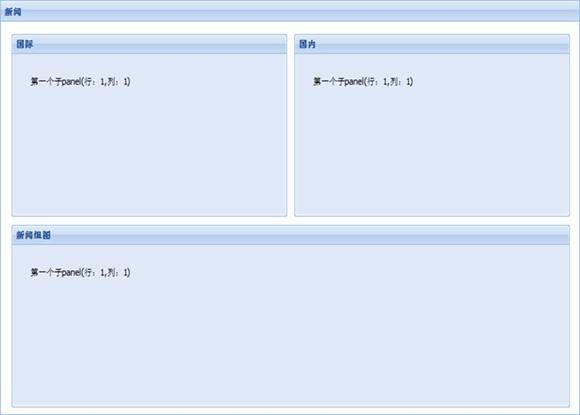 新闻
国际
国内
第一个子panel(行：1,列：1)
第一个子panel(行：1,列：1)
新闻组图
第一个子panel(行：1,列：1)